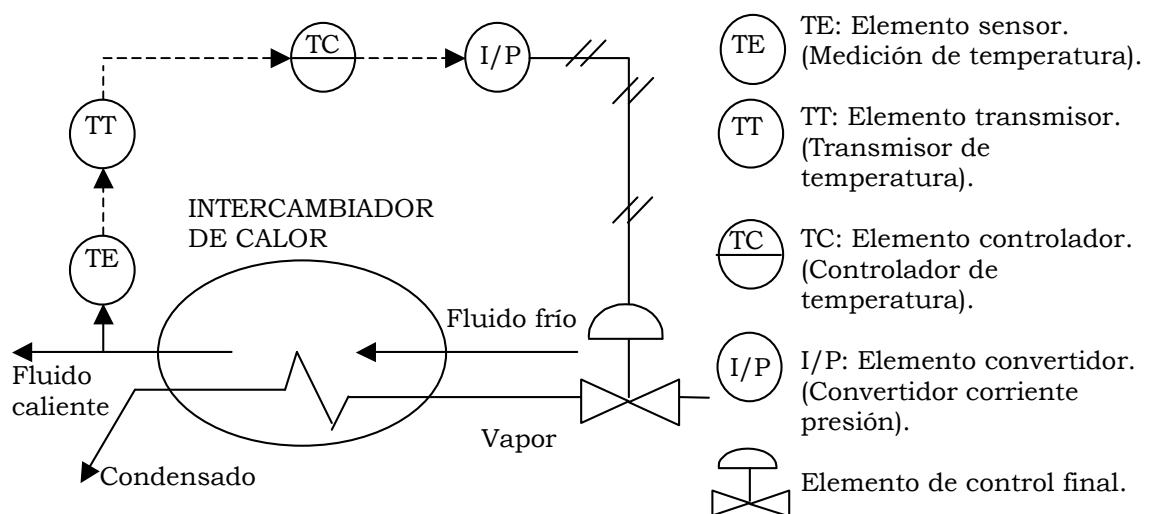 TC
I/P
TT
TE
INTERCAMBIADOR
DE CALOR
Fluido frío
Fluido
caliente
Vapor
Condensado
TE
TE: Elemento sensor.
(Medición de temperatura).
TT
TT: Elemento transmisor.
(Transmisor de
temperatura).
TC
TC: Elemento controlador.
(Controlador de
temperatura).
I/P
I/P: Elemento convertidor.
(Convertidor corriente
presión).
Elemento de control final.